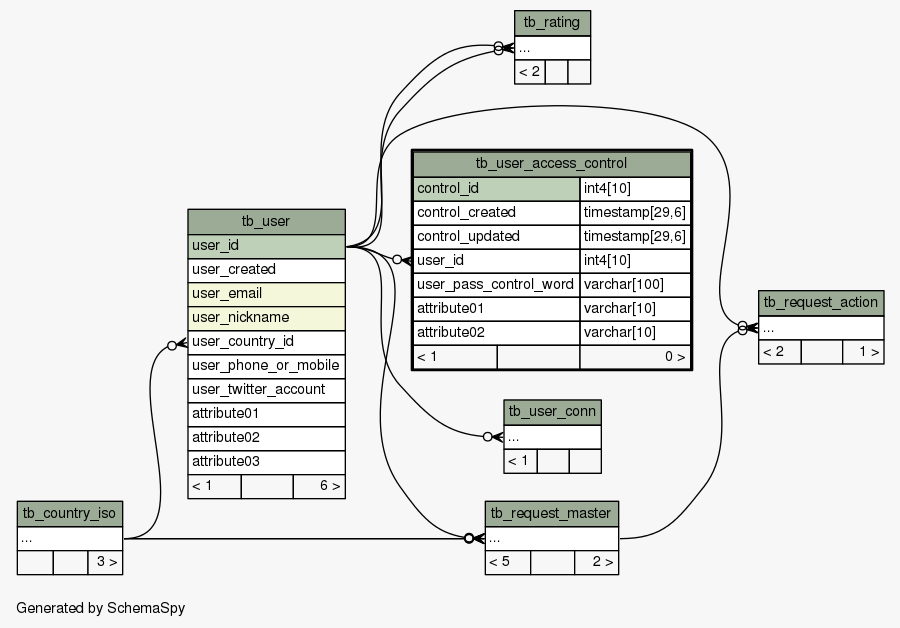 tb_rating
...
< 2
tb_user_access_control
control_id int4[10]
control_created timestamp[29,6]
control_updated timestamp[29,6]
user_id int4[10]
user_pass_control_word varchar[100]
attribute01 varchar[10]
attribute02 varchar[10]
< 1 0 >
tb_user
user_id
user_created
user_email
user_nickname
user_country_id
user_phone_or_mobile
user_twitter_account
attribute01
attribute02
attribute03
< 1 6 >
tb_request_action
...
< 2 1 >
tb_user_conn
...
< 1
tb_country_iso
...
3 >
tb_request_master
...
< 5 2 >
Generated by SchemaSpy